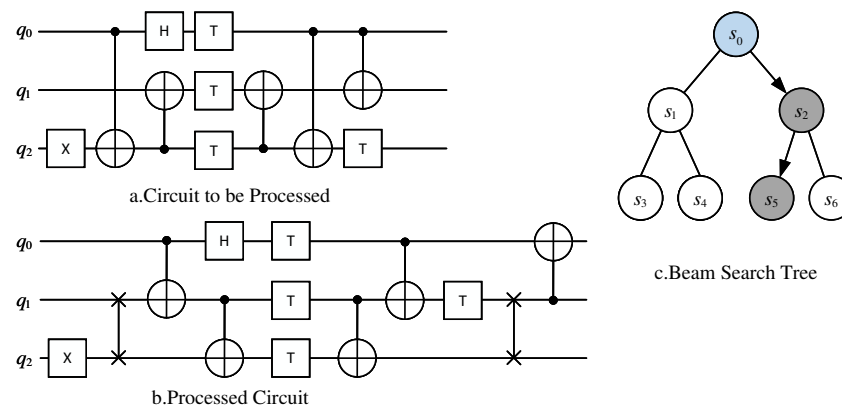 q0 H T
q1 T
q2 X T T
a.Circuit to be Processed
q0 H T
q1 T T
q2 X T
b.Processed Circuit
s0
s1 s2
s3 s4 s5 s6
c.Beam Search Tree